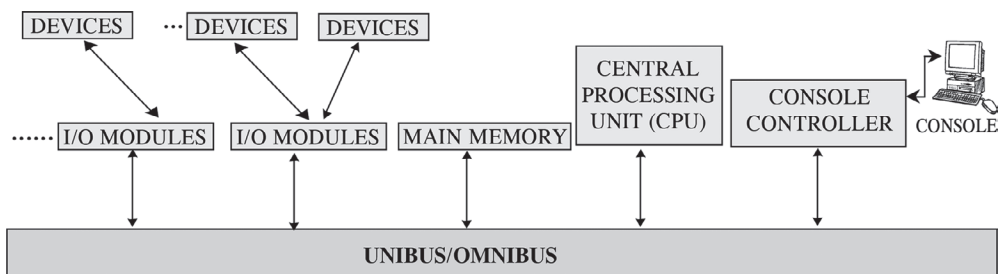 DEVICES
... DEVICES
DEVICES
CENTRAL
PROCESSING
UNIT (CPU)
CONSOLE
CONTROLLER
CONSOLE
...... I/O MODULES
I/O MODULES
MAIN MEMORY
UNIBUS/OMNIBUS